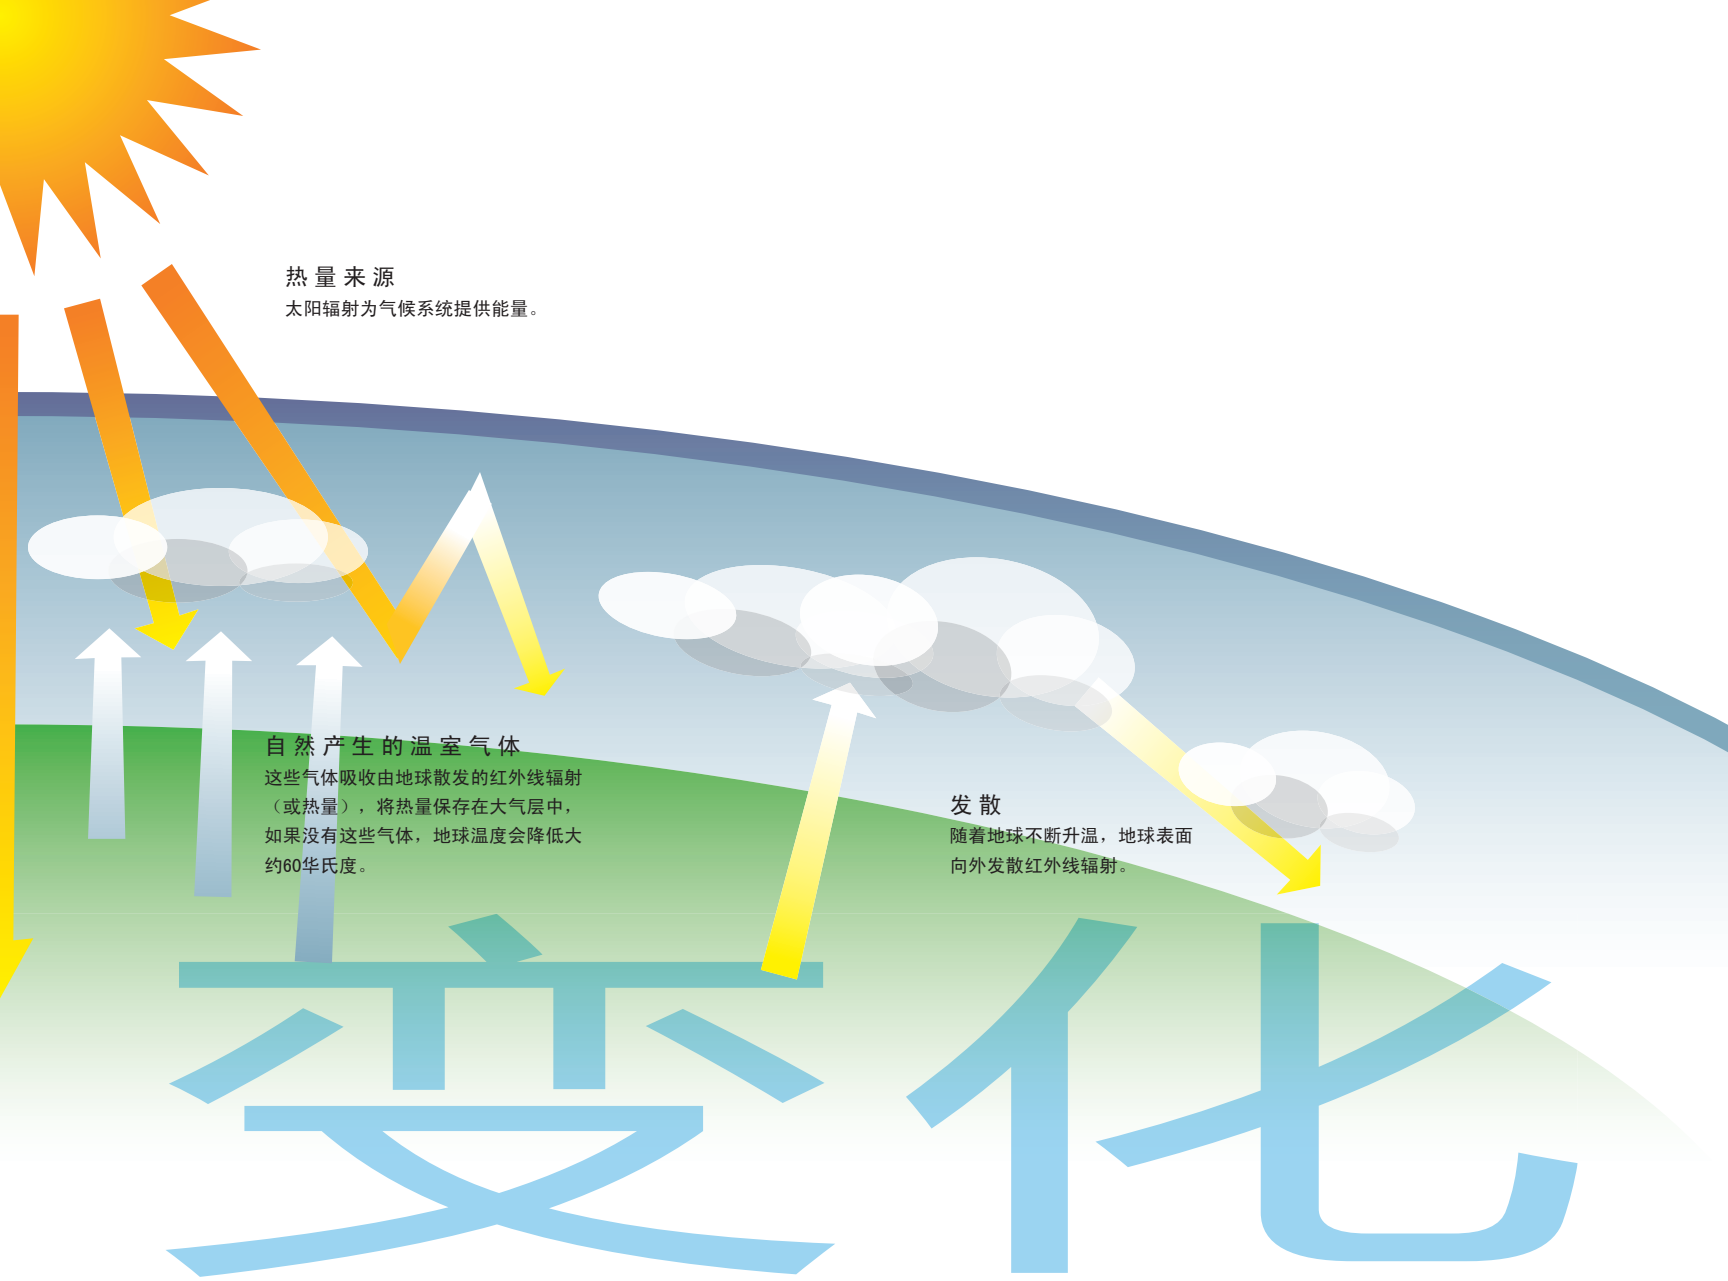 热量来源
太阳辐射为气候系统提供能量。
自然产生的温室气体
这些气体吸收由地球散发的红外线辐射
（或热量），将热量保存在大气层中，
如果没有这些气体，地球温度会降低大
约60华氏度。
发散
随着地球不断升温，地球表面
向外发散红外线辐射。
变化